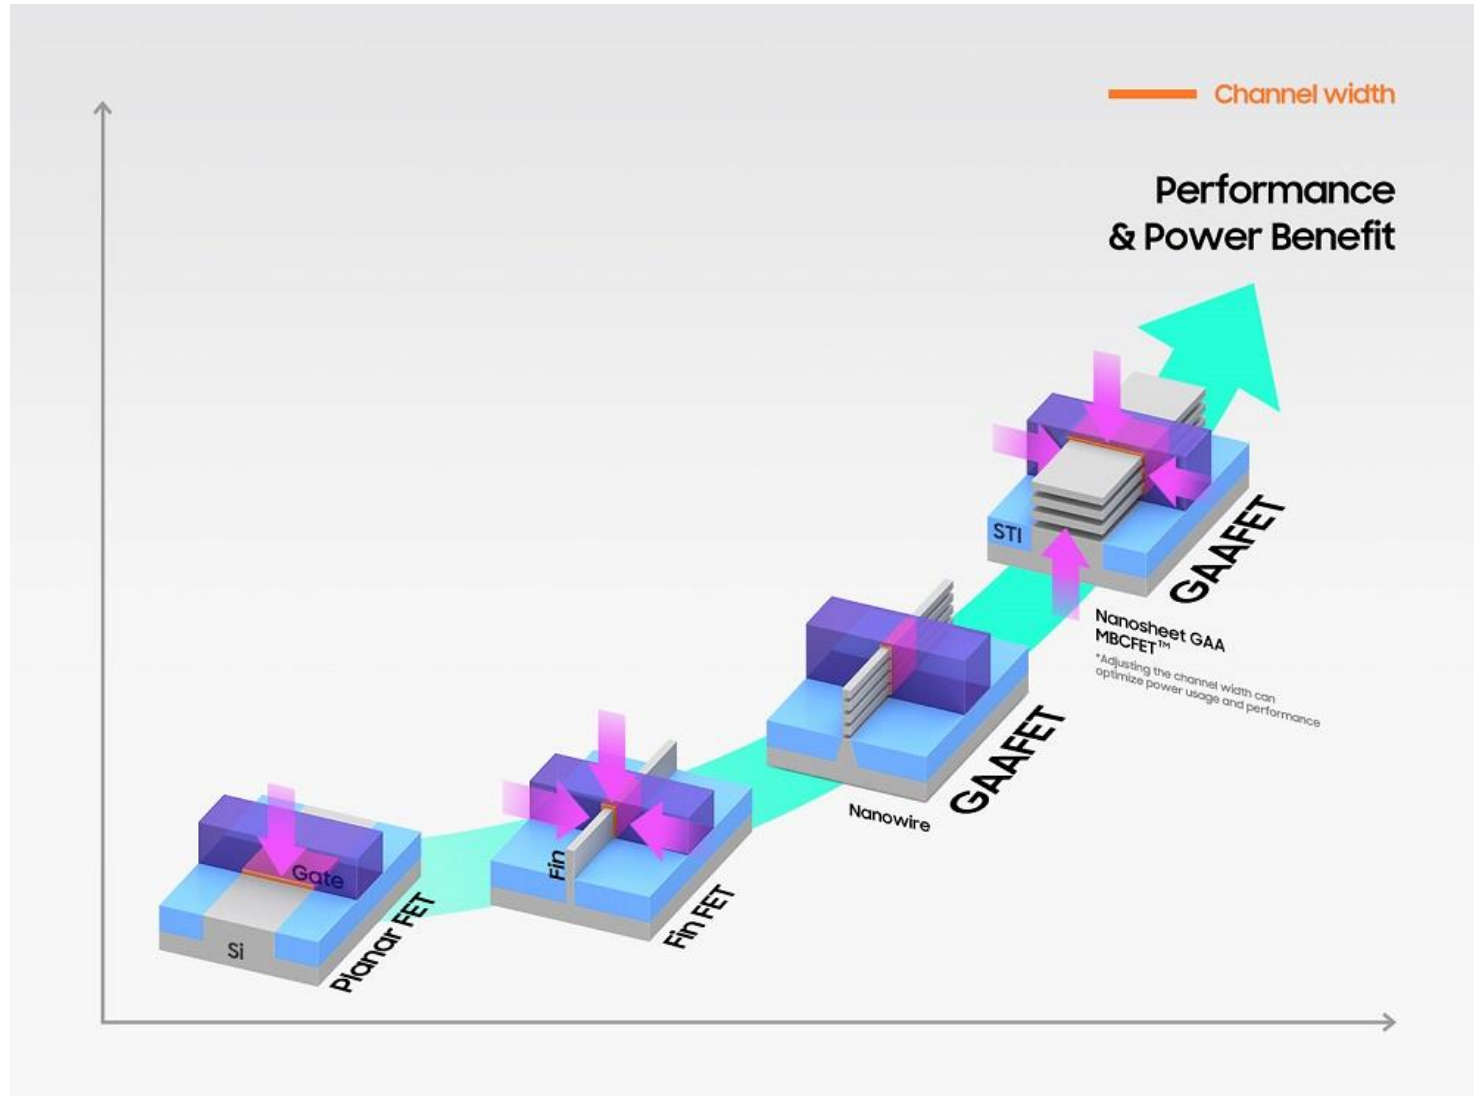 Channel width
Performance
& Power Benefit
STI
GAAFET
Nanosheet GAA
MBCFET™
*Adjusting the channel width can
optimize power usage and performance
GAAFET
Nanowire
Fin
Fin FET
Gate
Si
Planar FET